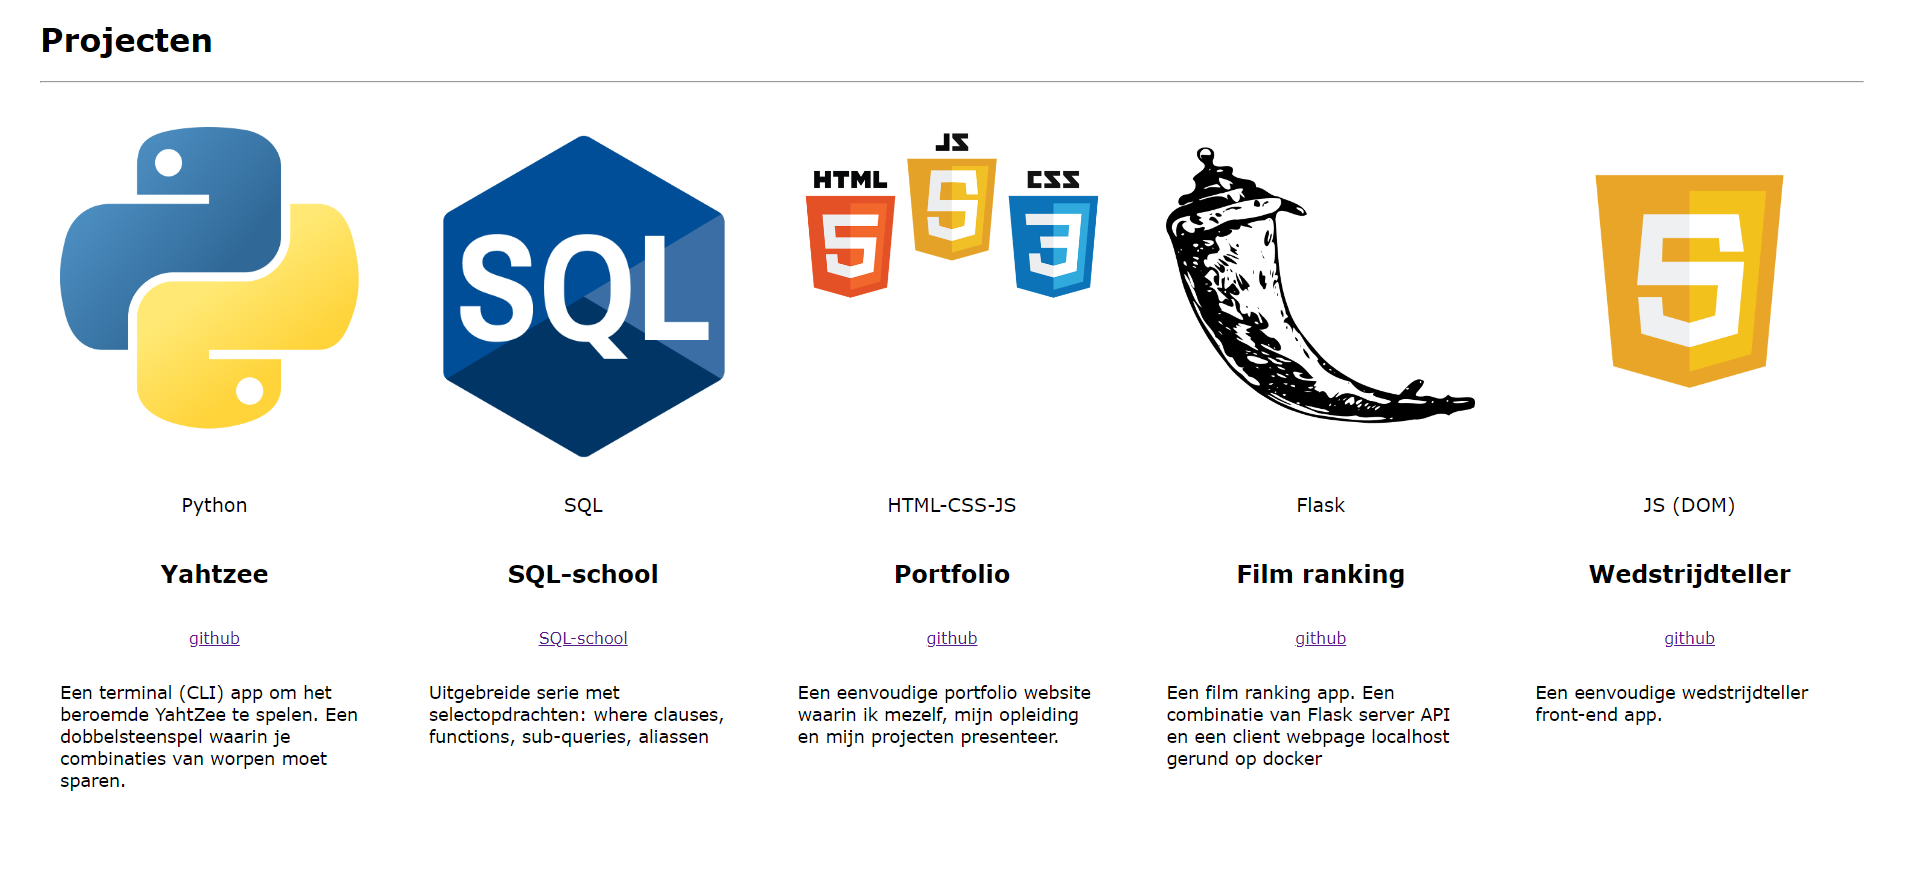 Projecten
SQL
HTML
JS
CSS
Python
SQL
HTML-CSS-JS
Flask
JS (DOM)
Yahtzee
SQL-school
Portfolio
Film ranking
Wedstrijdteller
github
SQL-school
github
github
github
Een terminal (CLI) app om het
beroemde YahtZee te spelen. Een
dobbelsteenspel waarin je
combinaties van worpen moet
sparen.
Uitgebreide serie met
selectopdrachten: where clauses,
functions, sub-queries, aliassen
Een eenvoudige portfolio website
waarin ik mezelf, mijn opleiding
en mijn projecten presenteer.
Een film ranking app. Een
combinatie van Flask server API
en een client webpage localhost
gerund op docker
Een eenvoudige wedstrijdteller
front-end app.